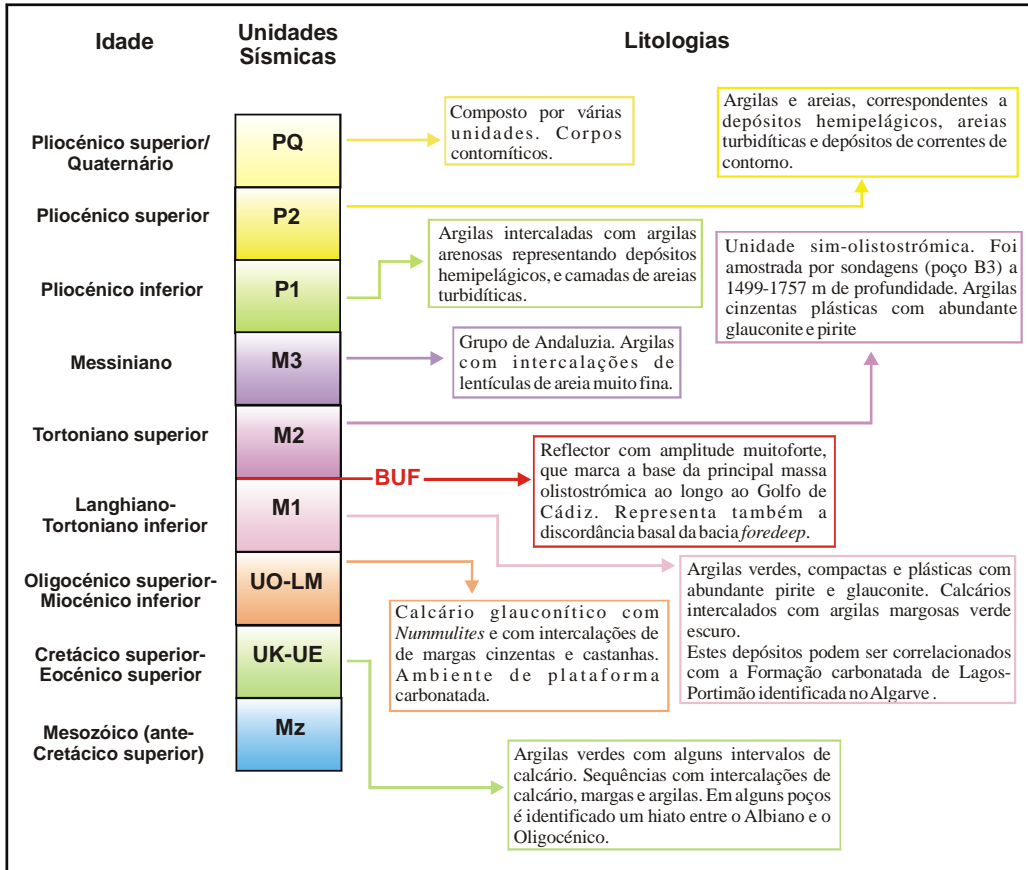 Idade
Unidades
Sísmicas
Litologias
Pliocénico superior/
Quaternário
PQ
Composto por várias
unidades. Corpos
contorníticos.
Argilas e areias, correspondentes a
depósitos hemipelágicos, areias
turbidíticas e depósitos de correntes de
contorno.
Pliocénico superior
P2
Pliocénico inferior
P1
Argilas intercaladas com argilas
arenosas representando depósitos
hemipelágicos, e camadas de areias
turbidíticas.
Unidade sim-olistostrómica. Foi
amostrada por sondagens (poço B3) a
1499-1757 m de profundidade. Argilas
cinzentas plásticas com abundante
glauconite e pirite
Messiniano
M3
Grupo de Andaluzia. Argilas
com intercalações de
lentículas de areia muito fina.
Tortoniano superior
M2
BUF
Reflector com amplitude muitoforte,
que marca a base da principal massa
olistostrómica ao longo ao Golfo de
Cádiz. Representa também a
discordância basal da bacia foredeep.
Langhiano-
Tortoniano inferior
M1
Argilas verdes, compactas e plásticas com
abundante pirite e glauconite. Calcários
intercalados com argilas margosas verde
escuro.
Estes depósitos podem ser correlacionados
com a Formação carbonatada de Lagos-
Portimão identificada no Algarve .
Oligocénico superior-
Miocénico inferior
UO-LM
Calcário glauconítico com
Nummulites e com intercalações de
de margas cinzentas e castanhas.
Ambiente de plataforma
carbonatada.
Cretácico superior-
Eocénico superior
UK-UE
Mesozóico (ante-
Cretácico superior)
Mz
Argilas verdes com alguns intervalos de
calcário. Sequências com intercalações de
calcário, margas e argilas. Em alguns poços
é identificado um hiato entre o Albiano e o
Oligocénico.